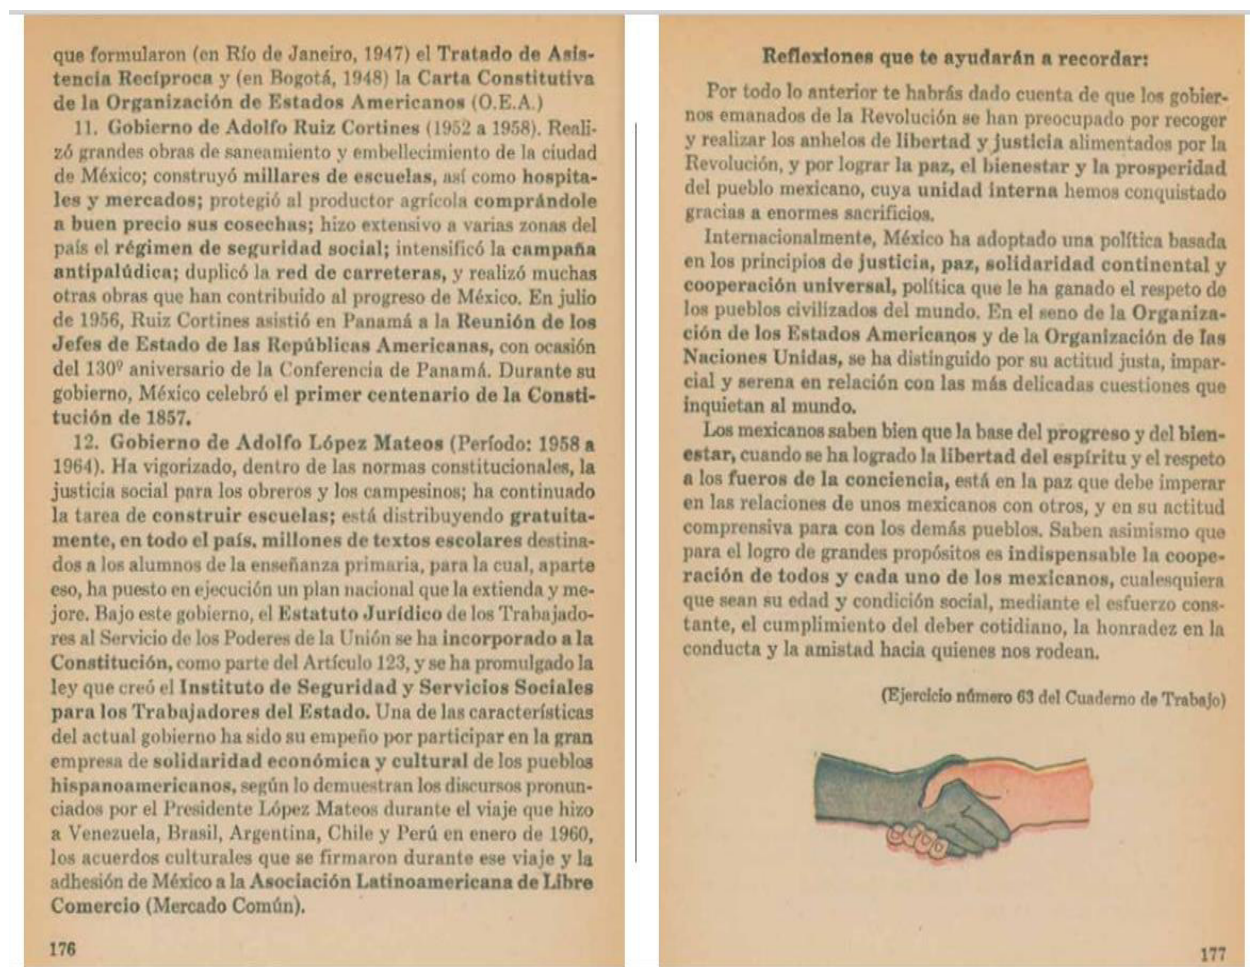 que formularon (en Río de Janeiro, 1947) el Tratado de Asis-
tencia Recíproca y (en Bogotá, 1948) la Carta Constitutiva
de la Organización de Estados Americanos (O.E.A.)
11. Gobierno de Adolfo Ruiz Cortines (1952 a 1958). Reali-
zó grandes obras de saneamiento y embellecimiento de la ciudad
de México; construyó millares de escuelas, así como hospita-
les y mercados; protegió al productor agrícola comprándole
a buen precio sus cosechas; hizo extensivo a varias zonas del
país el régimen de seguridad social; intensificó la campaña
antipalúdica; duplicó la red de carreteras, y realizó muchas
otras obras que han contribuido al progreso de México. En julio
de 1956, Ruiz Cortines asistió en Panamá a la Reunión de los
Jefes de Estado de las Repúblicas Americanas, con ocasión
del 130º aniversario de la Conferencia de Panamá. Durante su
gobierno, México celebró el primer centenario de la Consti-
tución de 1857.
12. Gobierno de Adolfo López Mateos (Período: 1958 a
1964). Ha vigorizado, dentro de las normas constitucionales, la
justicia social para los obreros y los campesinos; ha continuado
la tarea de construir escuelas; está distribuyendo gratuita-
mente, en todo el país, millones de textos escolares destina-
dos a los alumnos de la enseñanza primaria, para la cual, aparte
eso, ha puesto en ejecución un plan nacional que la extienda y me-
jore. Bajo este gobierno, el Estatuto Jurídico de los Trabajado-
res al Servicio de los Poderes de la Unión se ha incorporado a la
Constitución, como parte del Artículo 123, y se ha promulgado la
ley que creó el Instituto de Seguridad y Servicios Sociales
para los Trabajadores del Estado. Una de las características
del actual gobierno ha sido su empeño por participar en la gran
empresa de solidaridad económica y cultural de los pueblos
hispanoamericanos, según lo demuestran los discursos pronun-
ciados por el Presidente López Mateos durante el viaje que hizo
a Venezuela, Brasil, Argentina, Chile y Perú en enero de 1960,
los acuerdos culturales que se firmaron durante ese viaje y la
adhesión de México a la Asociación Latinoamericana de Libre
Comercio (Mercado Común).
176
Reflexiones que te ayudarán a recordar:
Por todo lo anterior te habrás dado cuenta de que los gobier-
nos emanados de la Revolución se han preocupado por recoger
y realizar los anhelos de libertad y justicia alimentados por la
Revolución, y por lograr la paz, el bienestar y la prosperidad
del pueblo mexicano, cuya unidad interna hemos conquistado
gracias a enormes sacrificios.
Internacionalmente, México ha adoptado una política basada
en los principios de justicia, paz, solidaridad continental y
cooperación universal, política que le ha ganado el respeto de
los pueblos civilizados del mundo. En el seno de la Organiza-
ción de los Estados Americanos y de la Organización de las
Naciones Unidas, se ha distinguido por su actitud justa, impar-
cial y serena en relación con las más delicadas cuestiones que
inquietan al mundo.
Los mexicanos saben bien que la base del progreso y del bien-
estar, cuando se ha logrado la libertad del espíritu y el respeto
a los fueros de la conciencia, está en la paz que debe imperar
en las relaciones de unos mexicanos con otros, y en su actitud
comprensiva para con los demás pueblos. Saben asimismo que
para el logro de grandes propósitos es indispensable la coope-
ración de todos y cada uno de los mexicanos, cualesquiera
que sean su edad y condición social, mediante el esfuerzo cons-
tante, el cumplimiento del deber cotidiano, la honradez en la
conducta y la amistad hacia quienes nos rodean.
(Ejercicio número 63 del Cuaderno de Trabajo)
177